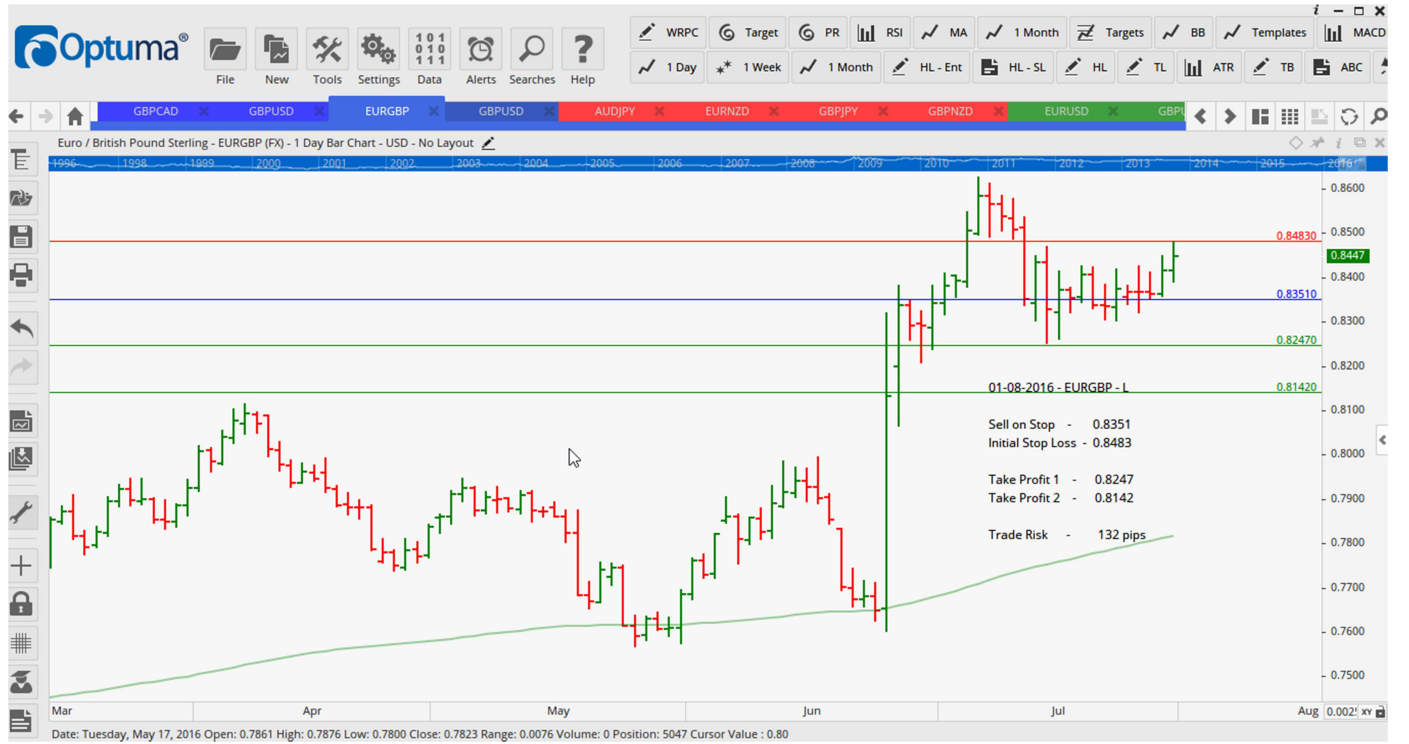 i
Optuma®
File New Tools Settings Data Alerts Searches Help
WRPC Target PR RSI MA 1 Month Targets BB Templates MACD
1 Day 1 Week 1 Month HL - Ent HL - SL HL TL ATR TB ABC
GBPCAD GBPUSD EURGBP GBPUSD AUDJPY EURNZD GBPJPY GBPNZD EURUSD
Euro / British Pound Sterling - EURGBP (FX) - 1 Day Bar Chart - USD - No Layout
1996 1998 1999 2000 2001 2002 2003 2004 2005 2006 2007 2008 2009 2010 2011 2012 2013 2014 2015 2016
0.8600
0.8500
0.84830
0.8447
0.8400
0.83510
0.8300
0.82470
0.8200
01-08-2016 - EURGBP - L
0.81420
0.8100
Sell on Stop - 0.8351
Initial Stop Loss - 0.8483
0.8000
Take Profit 1 - 0.8247
Take Profit 2 - 0.8142
0.7900
Trade Risk - 132 pips
0.7800
0.7700
0.7600
0.7500
Mar Apr May Jun Jul Aug XY
Date: Tuesday, May 17, 2016 Open: 0.7861 High: 0.7876 Low: 0.7800 Close: 0.7823 Range: 0.0076 Volume: 0 Position: 5047 Cursor Value : 0.80